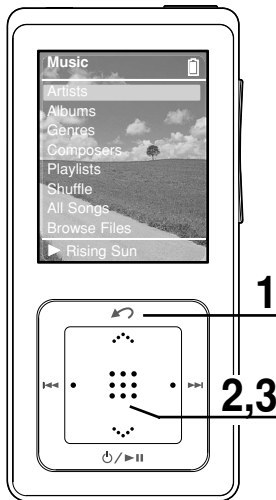 Music
Artists
Albums
Genres
Composers
Playlists
Shuffle
All Songs
Browse Files
Rising Sun
1
2,3